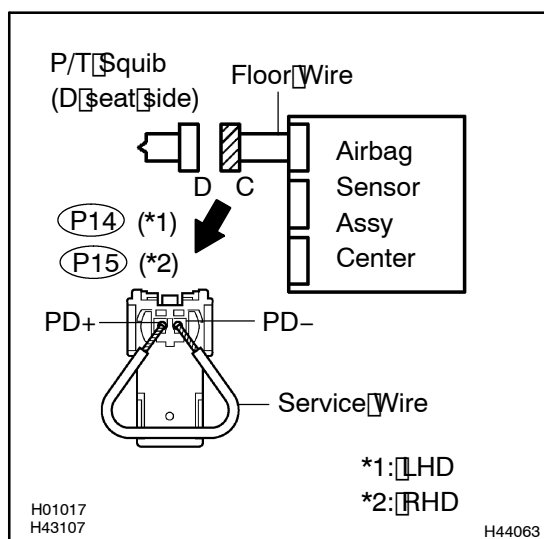 P/T Squib
(D seat side)
Floor Wire
Airbag
Sensor
Assy
Center
D C
P14 (*1)
P15 (*2)
PD+
PD−
Service Wire
*1: LHD
*2: RHD
H01017
H43107
H44063